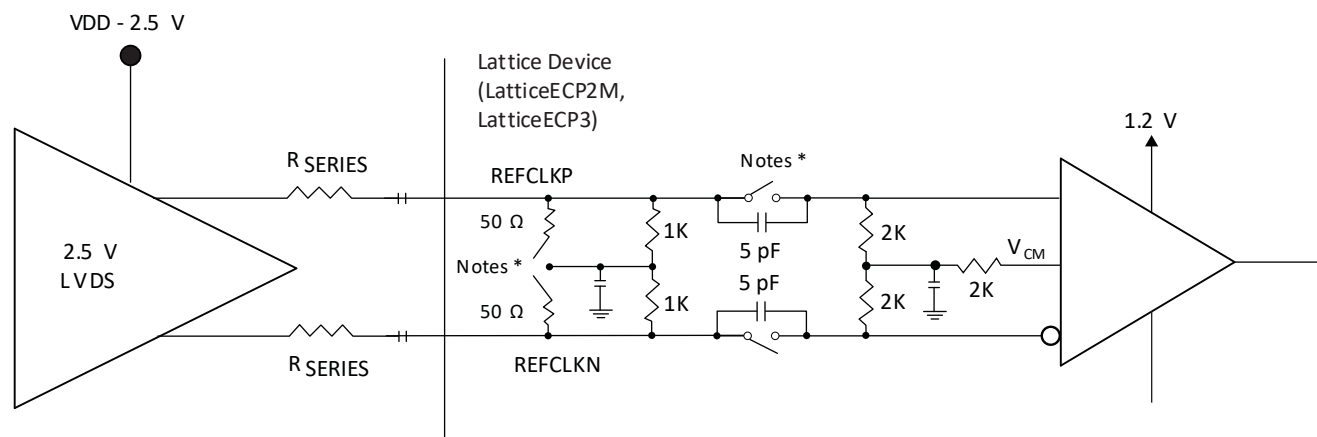 VDD - 2.5 V
Lattice Device
(LatticeECP2M,
LatticeECP3)
1.2 V
R SERIES
REFCLKP
Notes *
50 Ω
1K
5 pF
2K
2.5 V
LVDS
Notes *
VCM
5 pF
2K
50 Ω
1K
2K
R SERIES
REFCLKN